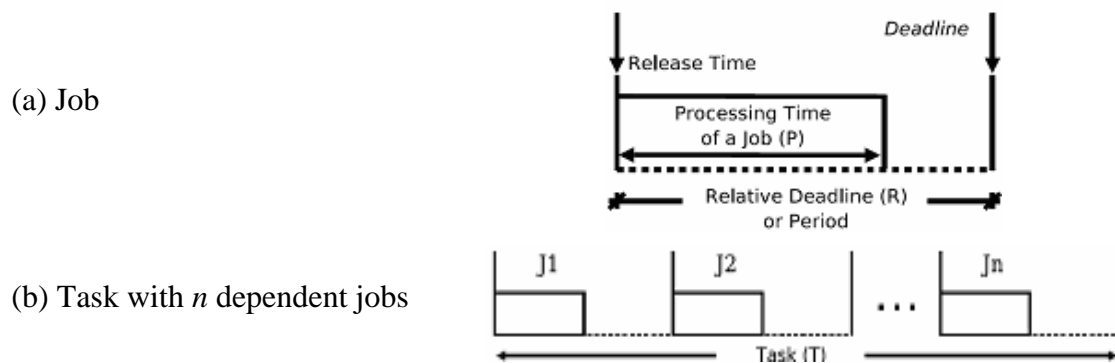 Deadline
Release Time
(a) Job
Processing Time
of a Job (P)
Relative Deadline (R)
or Period
J1 J2 Jn
(b) Task with n dependent jobs
...
Task (T)